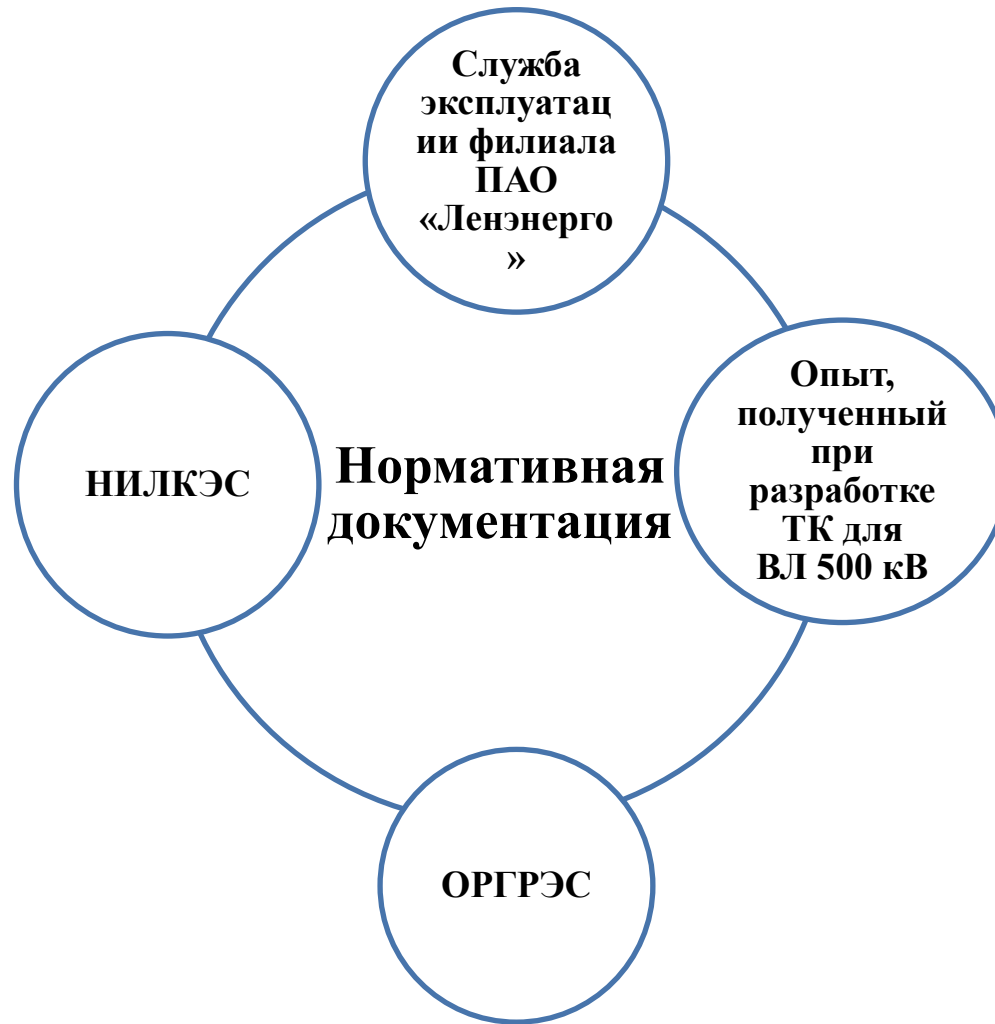 Служба
эксплуатац
ии филиала
ПАО
«Ленэнерго
»
Опыт,
полученный
при
разработке
ТК для
ВЛ 500 кВ
НИЛКЭС
Нормативная
документация
ОРГРЭС